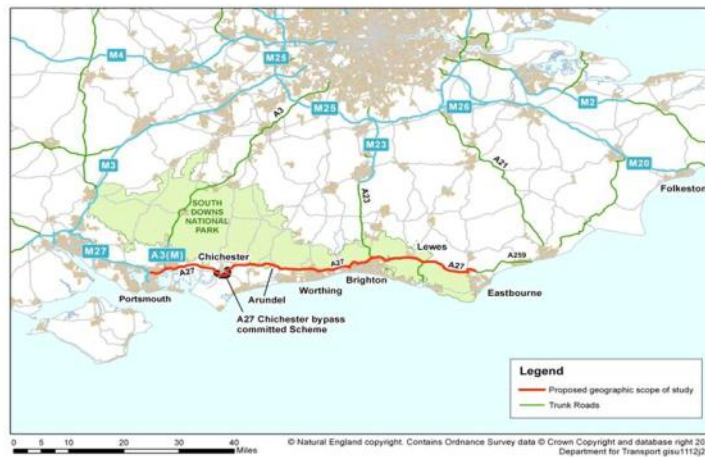 M4
M25
A3
M25
M26
M2
M3
M23
A21
M20
Folkeston
SOUTH
DOWNS
NATIONAL
PARK
A23
M27
A3(M)
Chichester
Lewes
A27
A27
A27
A259
Portsmouth
Arundel
Worthing
Brighton
Eastbourne
A27 Chichester bypass
committed Scheme
Legend
Proposed geographic scope of study
Trunk Roads
0 5 10 20 30 40
Miles
© Natural England copyright. Contains Ordnance Survey data © Crown Copyright and database right 20
Department for Transport gisu1112j2